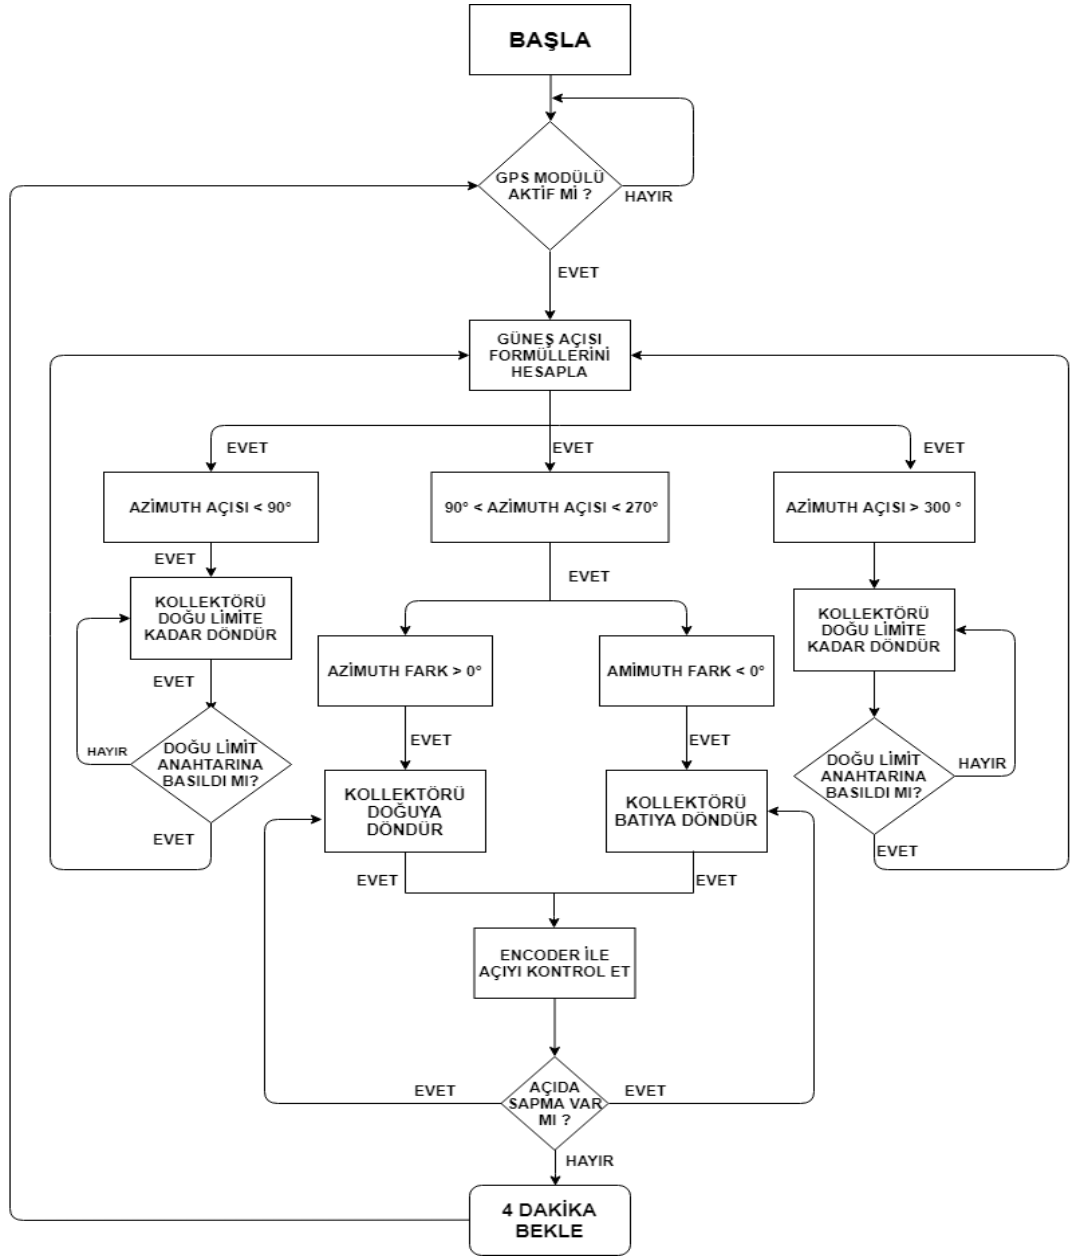 BAŞLA
GPS MODÜLÜ
AKTİF Mİ ?
HAYIR
EVET
GÜNEŞ AÇISI
FORMÜLLERİNİ
HESAPLA
EVET
EVET
EVET
AZİMUTH AÇISI < 90°
90° < AZİMUTH AÇISI < 270°
AZİMUTH AÇISI > 300 °
EVET
EVET
KOLLEKTÖRÜ
DOĞU LİMİTE
KADAR DÖNDÜR
KOLLEKTÖRÜ
DOĞU LİMİTE
KADAR DÖNDÜR
AZİMUTH FARK > 0°
AMİMUTH FARK < 0°
EVET
EVET
EVET
HAYIR
DOĞU LİMİT
ANAHTARINA
BASILDI MI?
DOĞU LİMİT
ANAHTARINA
BASILDI MI?
HAYIR
KOLLEKTÖRÜ
DOĞUYA
DÖNDÜR
KOLLEKTÖRÜ
BATIYA DÖNDÜR
EVET
EVET
EVET
EVET
ENCODER İLE
AÇIYI KONTROL ET
EVET
AÇIDA
SAPMA VAR
MI ?
EVET
HAYIR
4 DAKİKA
BEKLE